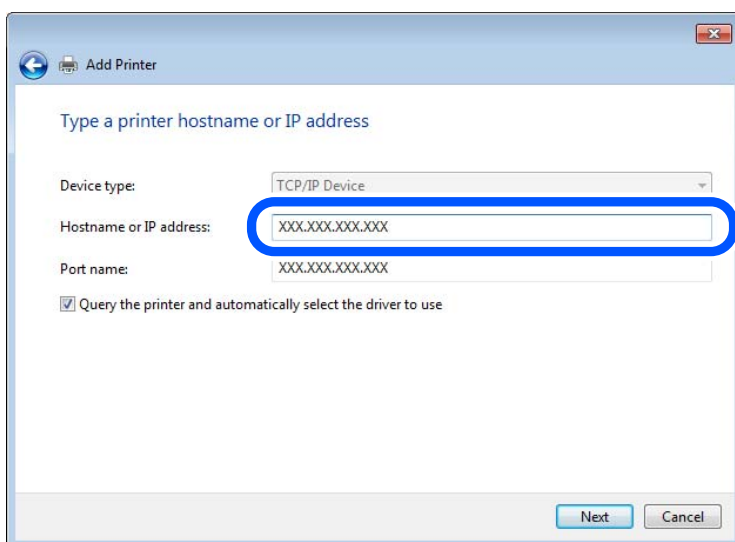 Add Printer
Type a printer hostname or IP address
Device type: TCP/IP Device
Hostname or IP address: XXX.XXX.XXX.XXX
Port name: XXX.XXX.XXX.XXX
Query the printer and automatically select the driver to use
Next Cancel